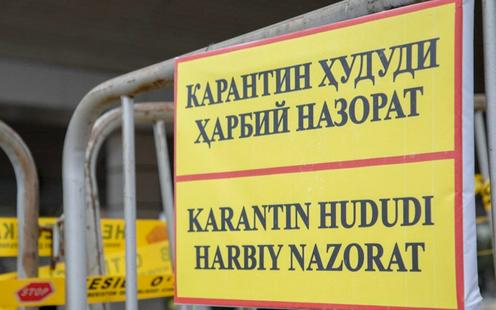 КАРАНТИН ҲУДУДИ
ҲАРБИЙ НАЗОРАТ
KARANTIN HUDUDI
HARBIY NAZORAT
STOP